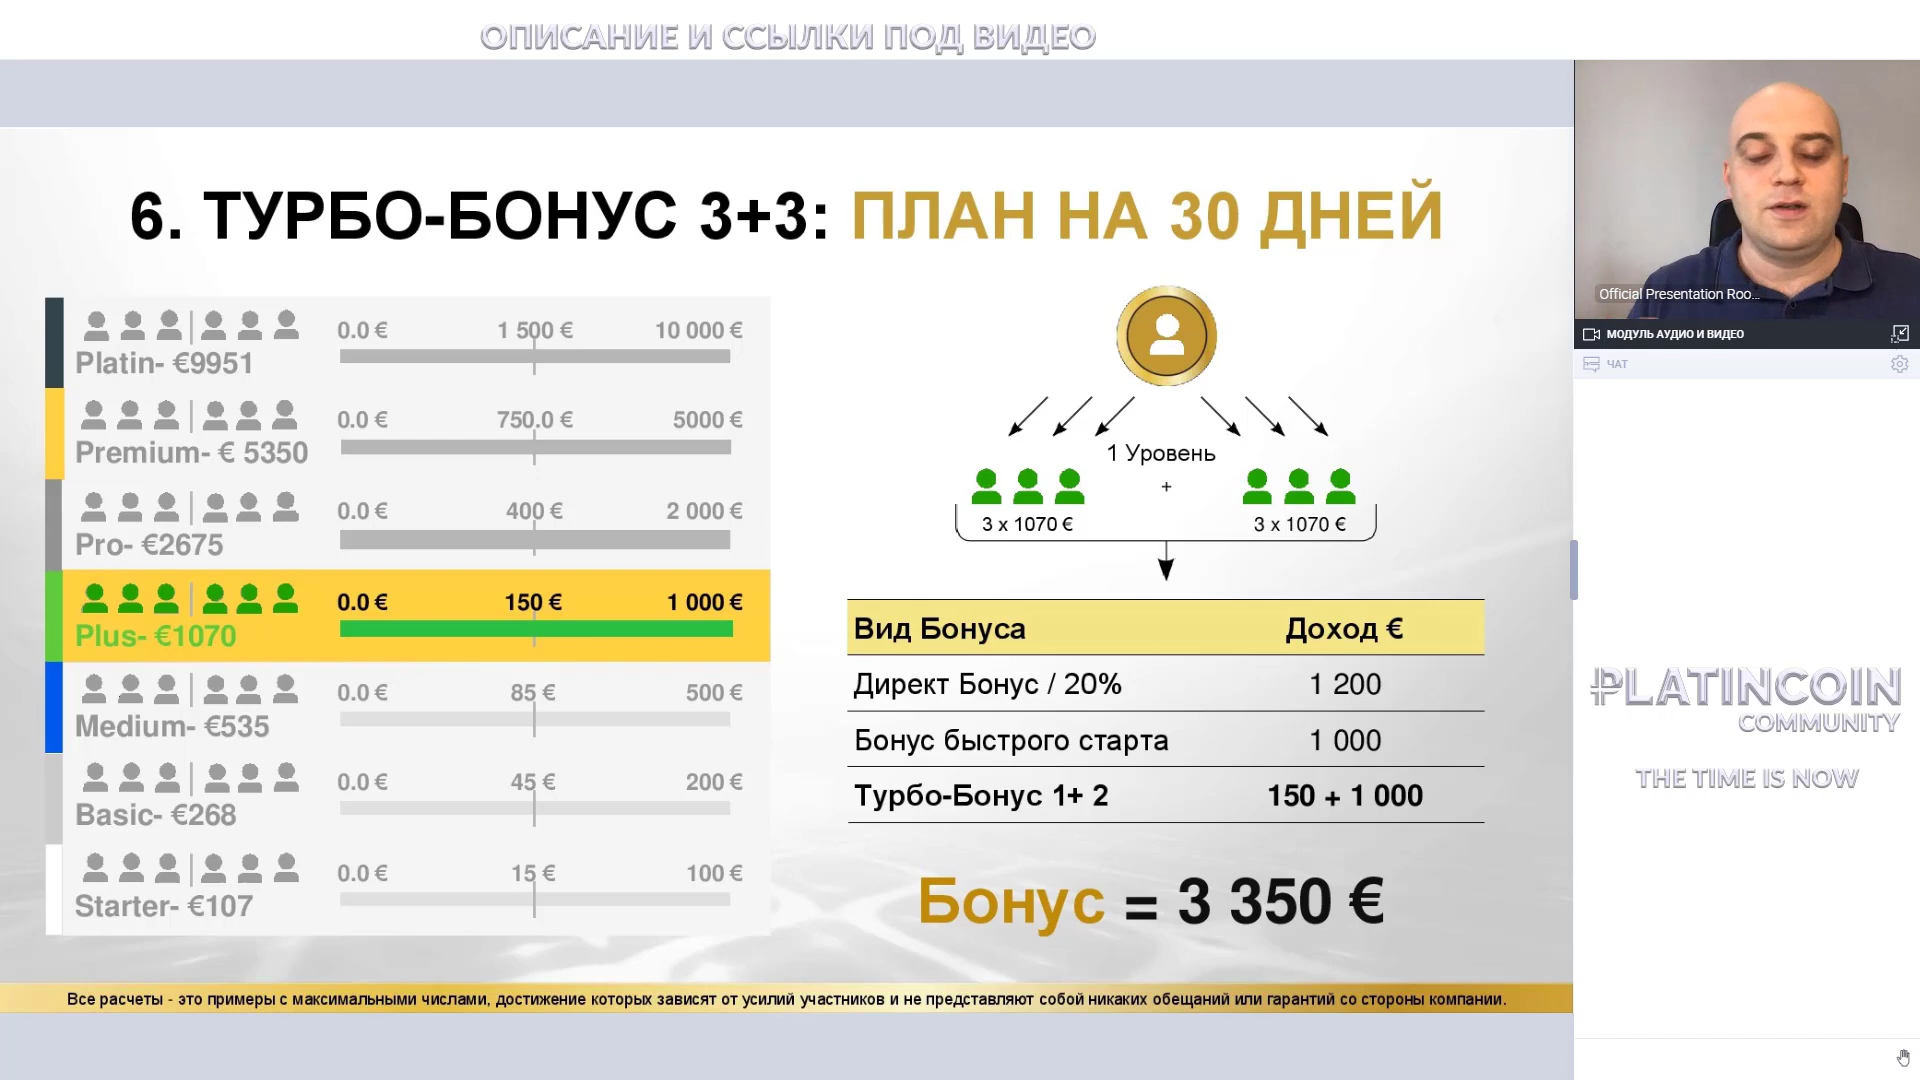 ОПИСАНИЕ И ССЫЛКИ ПОД ВИДЕО
6. ТУРБО-БОНУС 3+3: ПЛАН НА 30 ДНЕЙ
0.0 € 1 500 € 10 000 €
Platin- €9951
0.0 € 750.0 € 5000 €
Premium- € 5350
0.0 € 400 € 2 000 €
Pro- €2675
0.0 € 150 € 1 000 €
Plus- €1070
0.0 € 85 € 500 €
Medium- €535
0.0 € 45 € 200 €
Basic- €268
0.0 € 15 € 100 €
Starter- €107
1 Уровень
+
3 x 1070 € 3 x 1070 €
Вид Бонуса Доход €
Директ Бонус / 20% 1 200
Бонус быстрого старта 1 000
Турбо-Бонус 1+ 2 150 + 1 000
Бонус = 3 350 €
Все расчеты - это примеры с максимальными числами, достижение которых зависят от усилий участников и не представляют собой никаких обещаний или гарантий со стороны компании.
Official Presentation Roo...
МОДУЛЬ АУДИО И ВИДЕО
ЧАТ
PLATINCOIN
COMMUNITY
THE TIME IS NOW